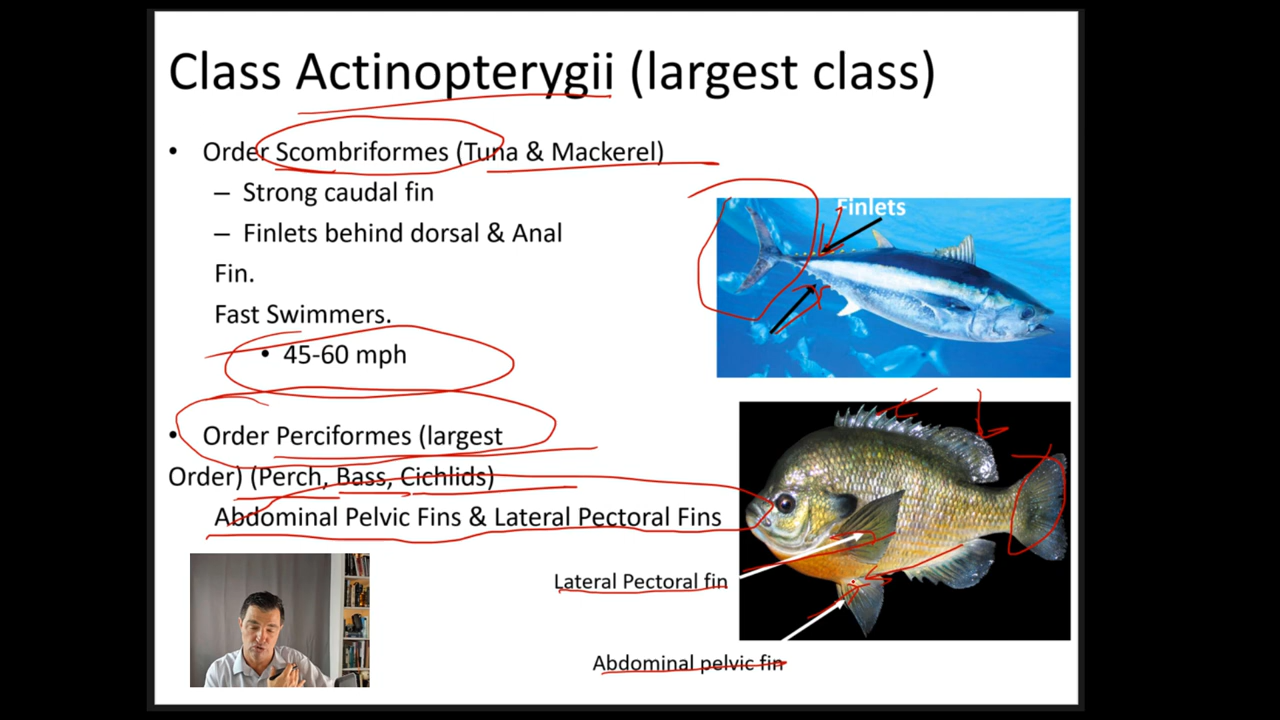 Class Actinopterygii (largest class)
• Order Scombriformes (Tuna & Mackerel)
– Strong caudal fin
– Finlets behind dorsal & Anal
Fin.
Fast Swimmers.
• 45-60 mph
Finlets
• Order Perciformes (largest
Order) (Perch, Bass, Cichlids)
Abdominal Pelvic Fins & Lateral Pectoral Fins
Lateral Pectoral fin
Abdominal pelvic fin